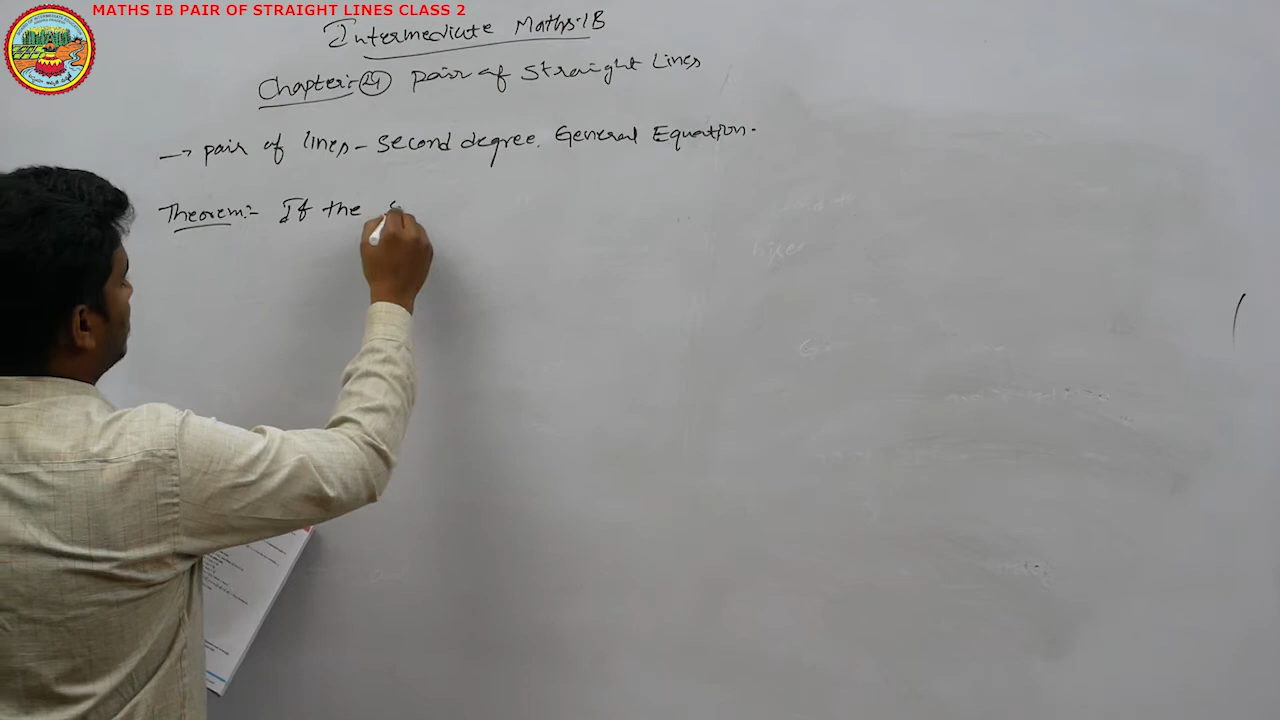 MATHS IB PAIR OF STRAIGHT LINES CLASS 2
Intermediate Maths-IB
Chapter:- 24 pair of straight Lines
→ pair of lines - second degree. General Equation.
Theorem:- If the